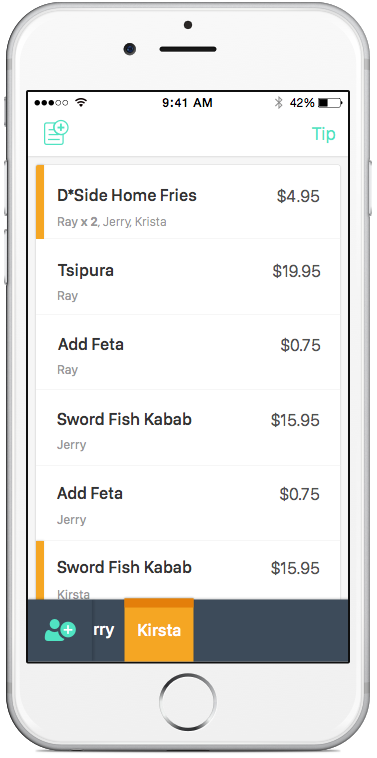 9:41 AM 42%
Tip
D*Side Home Fries $4.95
Ray x 2, Jerry, Krista
Tsipura $19.95
Ray
Add Feta $0.75
Ray
Sword Fish Kabab $15.95
Jerry
Add Feta $0.75
Jerry
Sword Fish Kabab $15.95
Kirsta
rry Kirsta